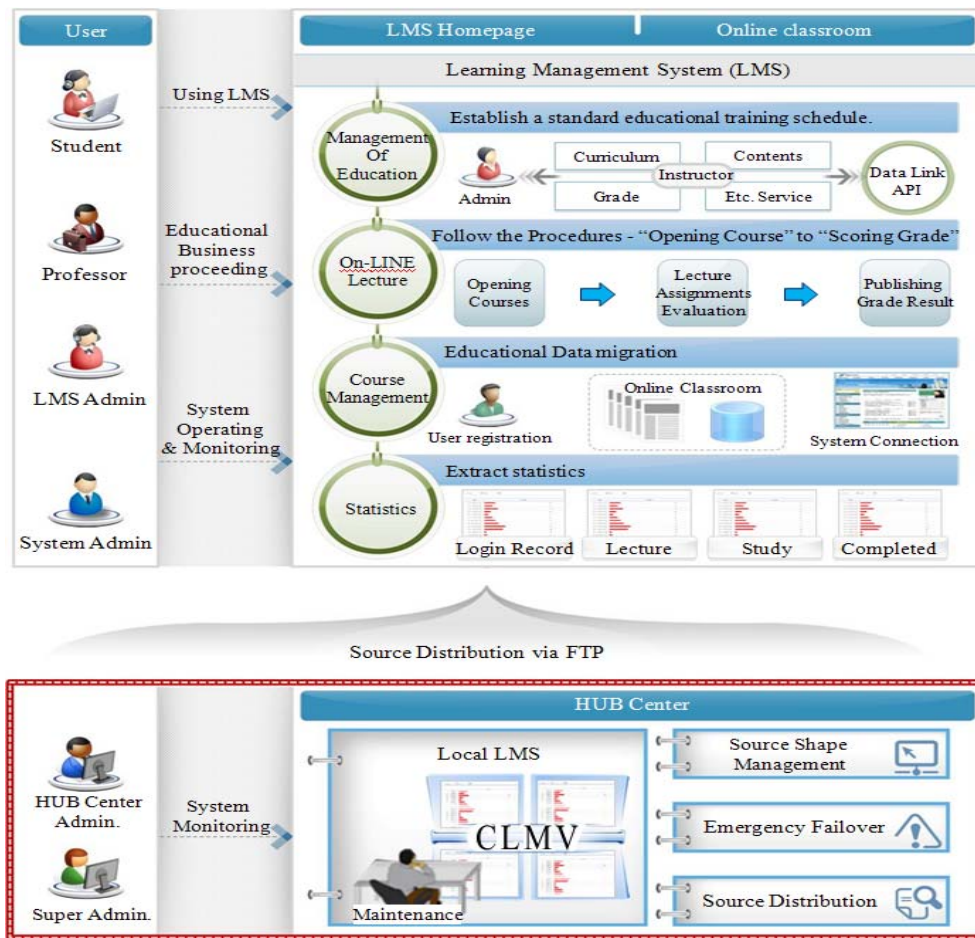 User
LMS Homepage
Online classroom
Learning Management System (LMS)
Student
Using LMS
Management
Of
Education
Establish a standard educational training schedule.
Admin
Curriculum
Contents
Instructor
Grade
Etc. Service
Data Link
API
Professor
Educational
Business
proceeding
On-LINE
Lecture
Follow the Procedures - “Opening Course” to “Scoring Grade”
Opening
Courses
Lecture
Assignments
Evaluation
Publishing
Grade Result
LMS Admin
Course
Management
Educational Data migration
User registration
Online Classroom
System Connection
System Admin
System
Operating
& Monitoring
Statistics
Extract statistics
Login Record
Lecture
Study
Completed
Source Distribution via FTP
HUB Center
HUB Center
Admin.
Super Admin.
System
Monitoring
Local LMS
CLMV
Maintenance
Source Shape
Management
Emergency Failover
Source Distribution